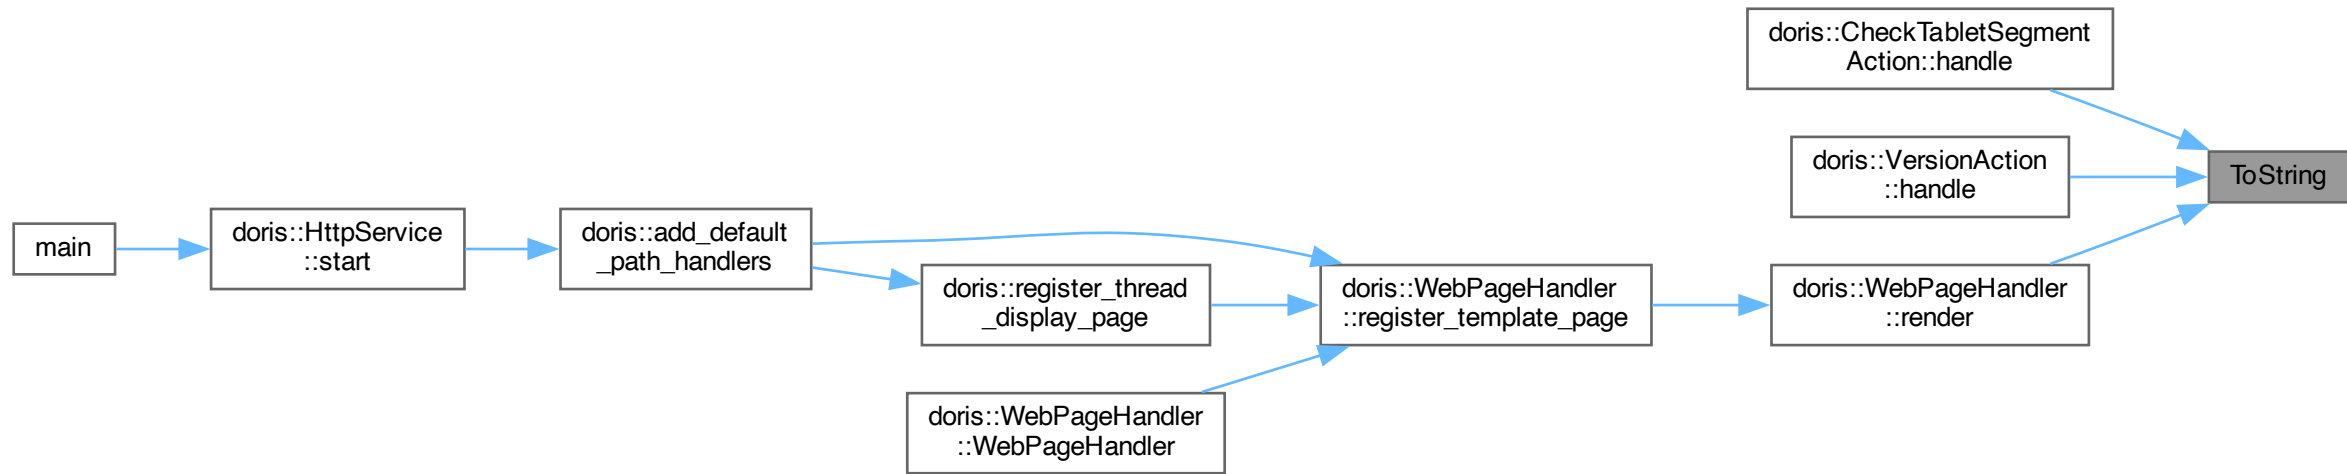 doris::CheckTabletSegment
Action::handle
doris::VersionAction
::handle
ToString
main
doris::HttpService
::start
doris::add_default
_path_handlers
doris::register_thread
_display_page
doris::WebPageHandler
::register_template_page
doris::WebPageHandler
::render
doris::WebPageHandler
::WebPageHandler